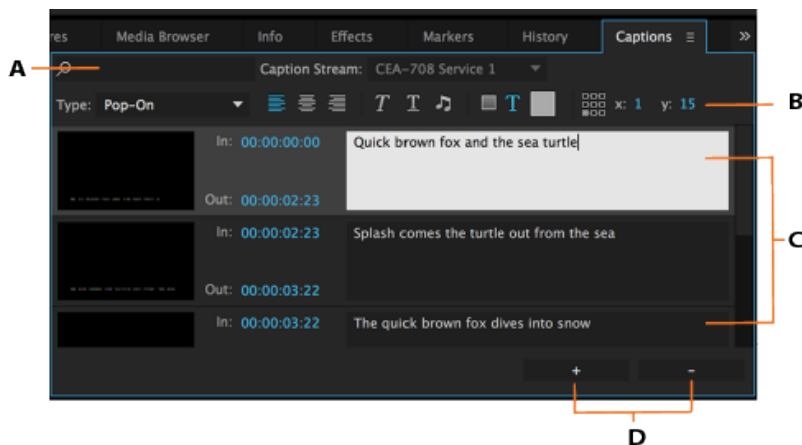 res Media Browser Info Effects Markers History Captions »
A Caption Stream: CEA-708 Service 1
Type: Pop-On T T T x: 1 y: 15 B
In: 00:00:00:00 Quick brown fox and the sea turtle
Out: 00:00:02:23
C
In: 00:00:02:23 Splash comes the turtle out from the sea
Out: 00:00:03:22
In: 00:00:03:22 The quick brown fox dives into snow
+ -
D